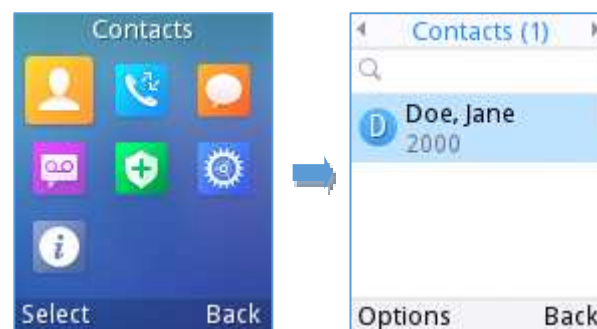 Contacts
Select Back
Contacts (1)
D
Doe, Jane
2000
Options Back